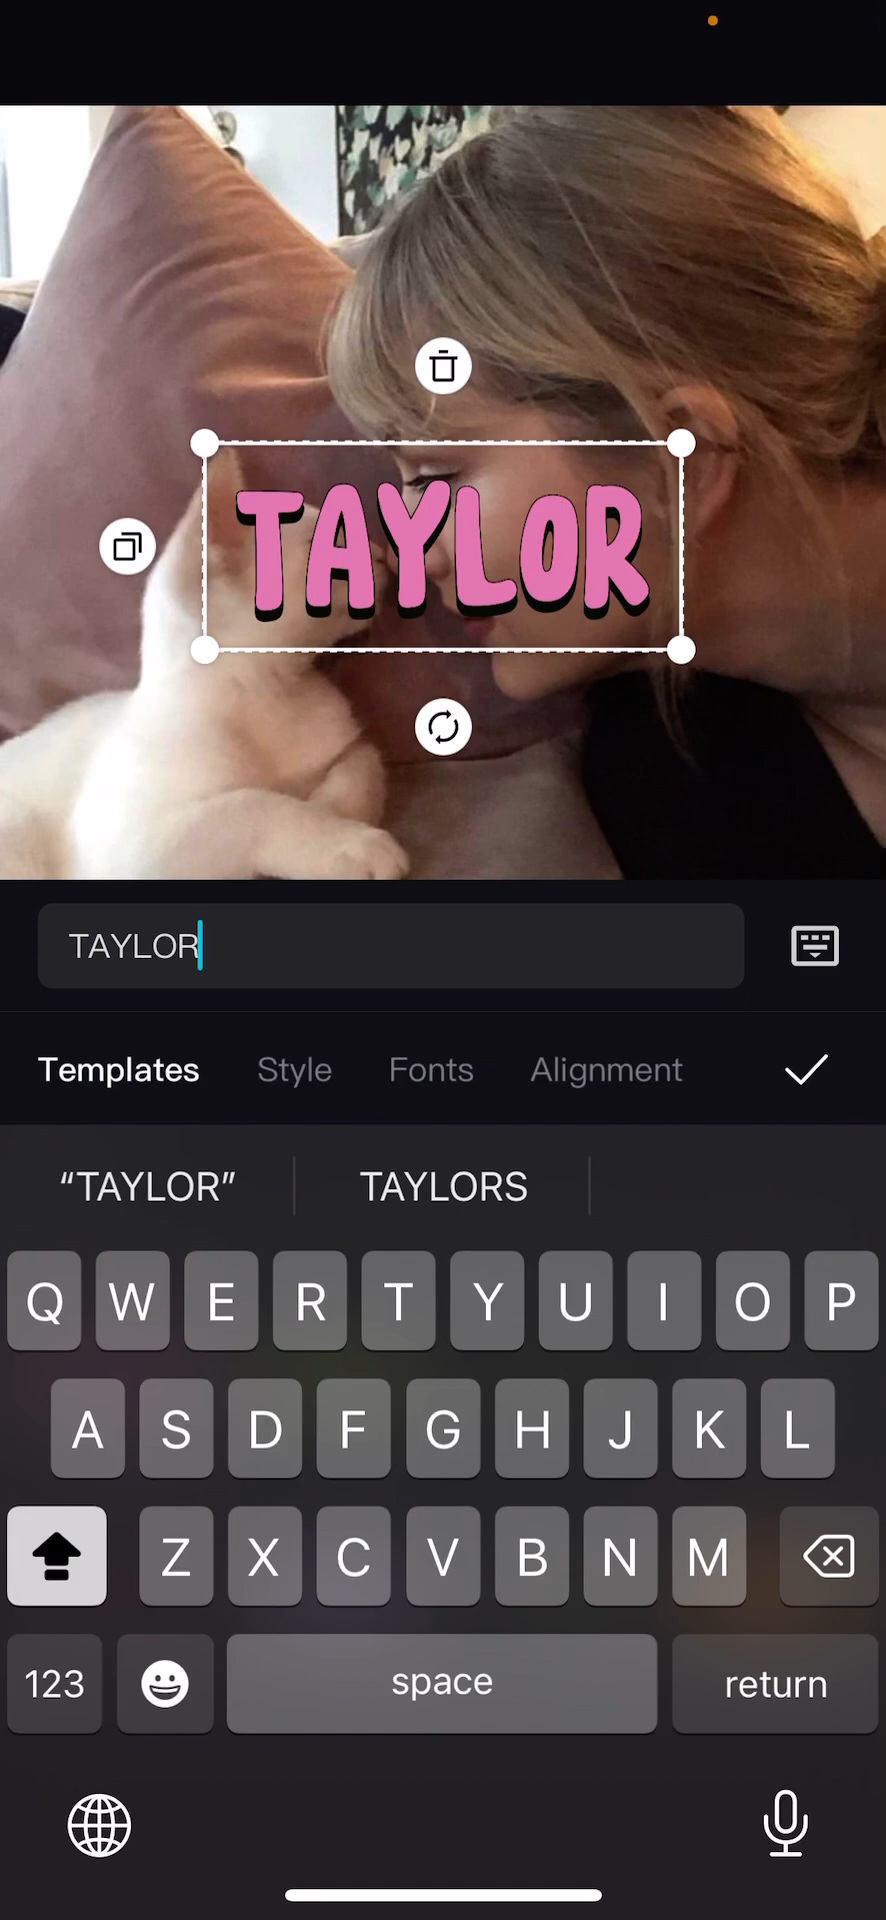 TAYLOR
TAYLOR
Templates Style Fonts Alignment
“TAYLOR” TAYLORS
Q W E R T Y U I O P
A S D F G H J K L
Z X C V B N M
123 space return